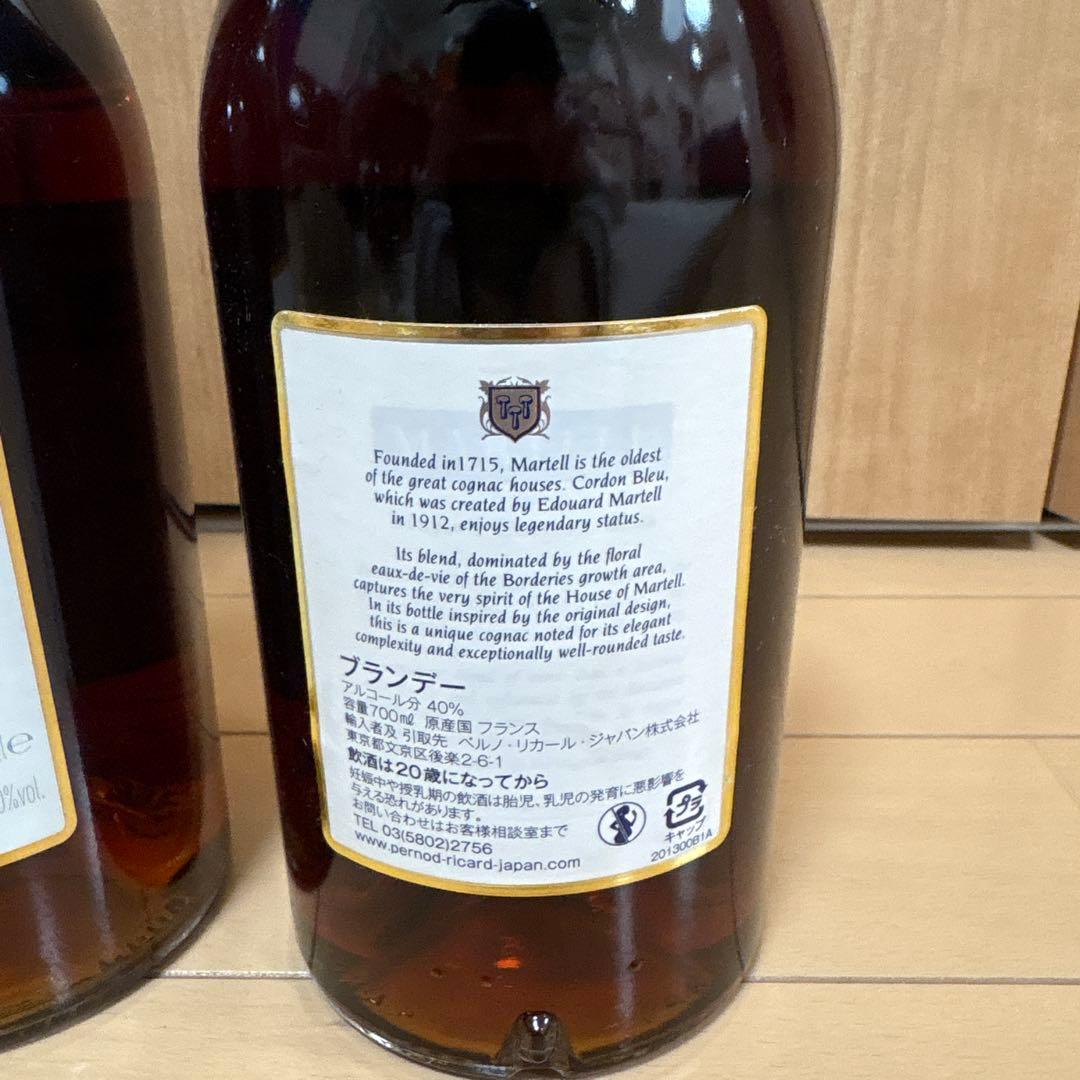 Founded in1715, Martell is the oldest
of the great cognac houses. Cordon Bleu,
which was created by Edouard Martell
in 1912, enjoys legendary status.
Its blend, dominated by the floral
eaux-de-vie of the Borderies growth area,
captures the very spirit of the House of Martell.
In its bottle inspired by the original design,
this is a unique cognac noted for its elegant
complexity and exceptionally well-rounded taste.
ブランデー
アルコール分 40%
容量700㎖ 原産国 フランス
輸入者及 引取先 ペルノ・リカール・ジャパン株式会社
東京都文京区後楽2-6-1
飲酒は20歳になってから
妊娠中や授乳期の飲酒は胎児、乳児の発育に悪影響を
与える恐れがあります。
お問い合わせはお客様相談室まで
TEL 03(5802)2756
www.pernod-ricard-japan.com
プラ
キャップ
201300B1A
%vol.